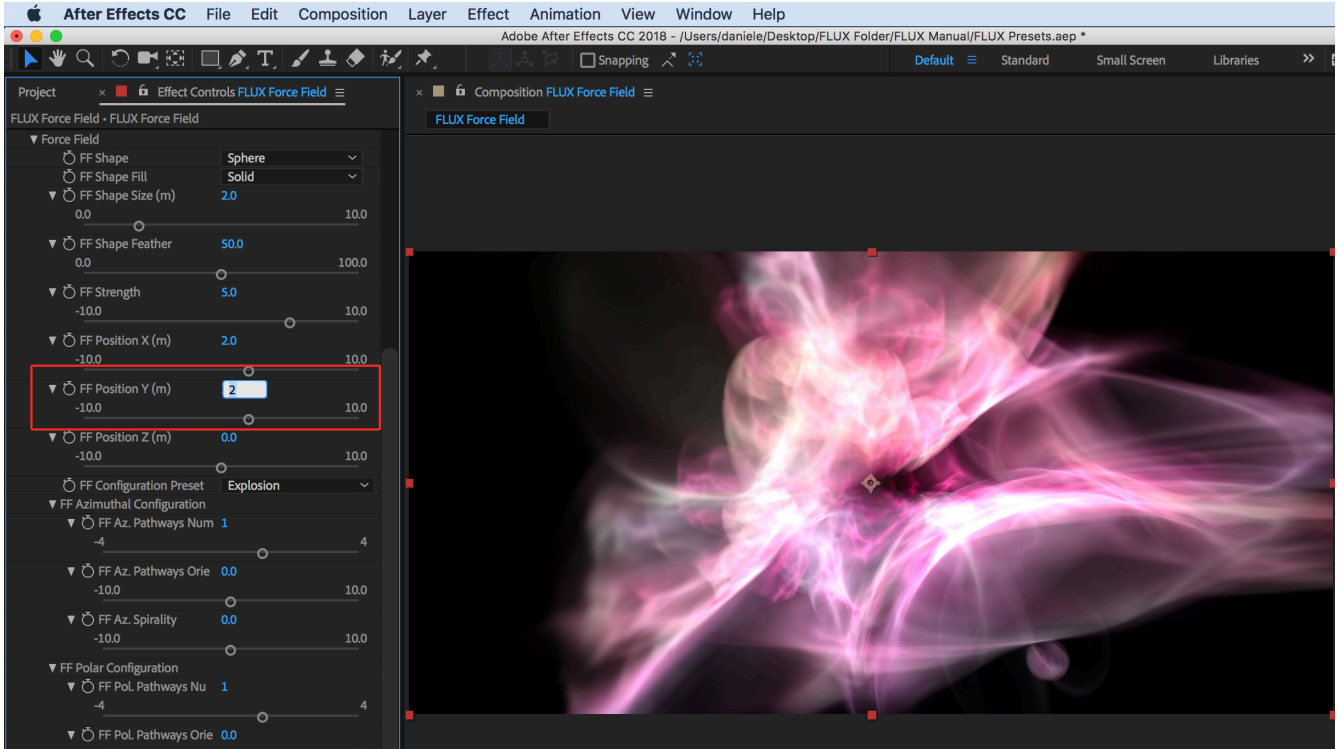 After Effects CC File Edit Composition Layer Effect Animation View Window Help
Adobe After Effects CC 2018 - /Users/daniele/Desktop/FLUX Folder/FLUX Manual/FLUX Presets.aep *
Snapping Default Standard Small Screen Libraries
Project × Effect Controls FLUX Force Field
× Composition FLUX Force Field
FLUX Force Field • FLUX Force Field
FLUX Force Field
Force Field
FF Shape Sphere
FF Shape Fill Solid
FF Shape Size (m) 2.0
0.0 10.0
FF Shape Feather 50.0
0.0 100.0
FF Strength 5.0
-10.0 10.0
FF Position X (m) 2.0
-10.0 10.0
FF Position Y (m) 2
-10.0 10.0
FF Position Z (m) 0.0
-10.0 10.0
FF Configuration Preset Explosion
FF Azimuthal Configuration
FF Az. Pathways Num 1
-4 4
FF Az. Pathways Orie 0.0
-10.0 10.0
FF Az. Spirality 0.0
-10.0 10.0
FF Polar Configuration
FF Pol. Pathways Nu 1
-4 4
FF Pol. Pathways Orie 0.0